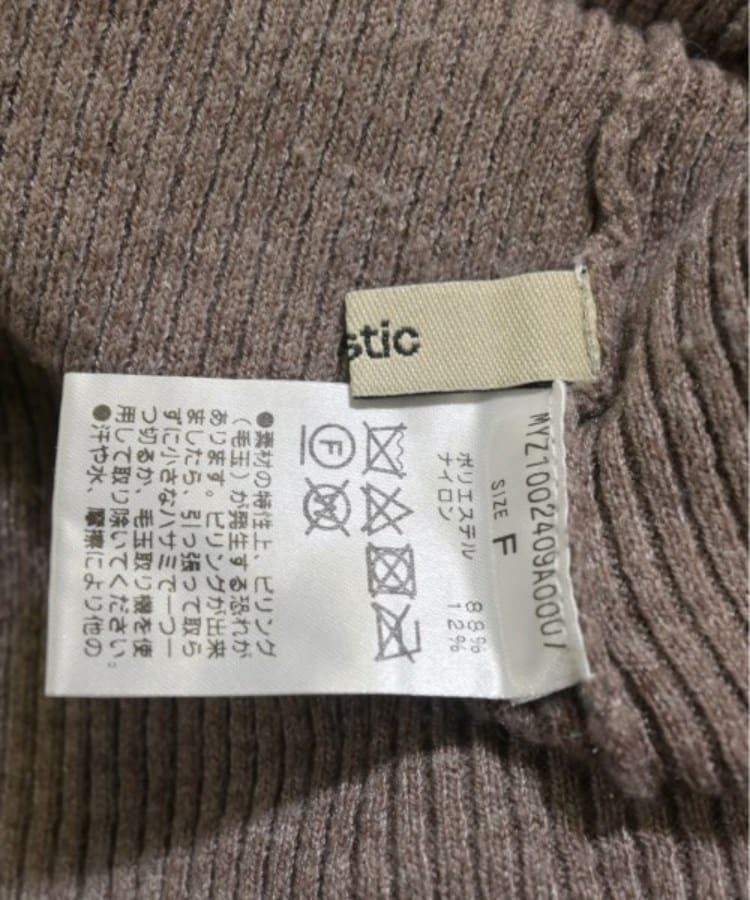 stic
MYZ1002409A0007
SIZE F
ポリエステル 88%
ナイロン 12%
F
●素材の特性上、ピリング
(毛玉)が発生する恐れが
あります。ピリングが出来
ましたら、引っ張って取ら
ずに小さなハサミで一つ一
つ切るか、毛玉取り機を使
用して取り除いてください。
●汗や水、摩擦により他の